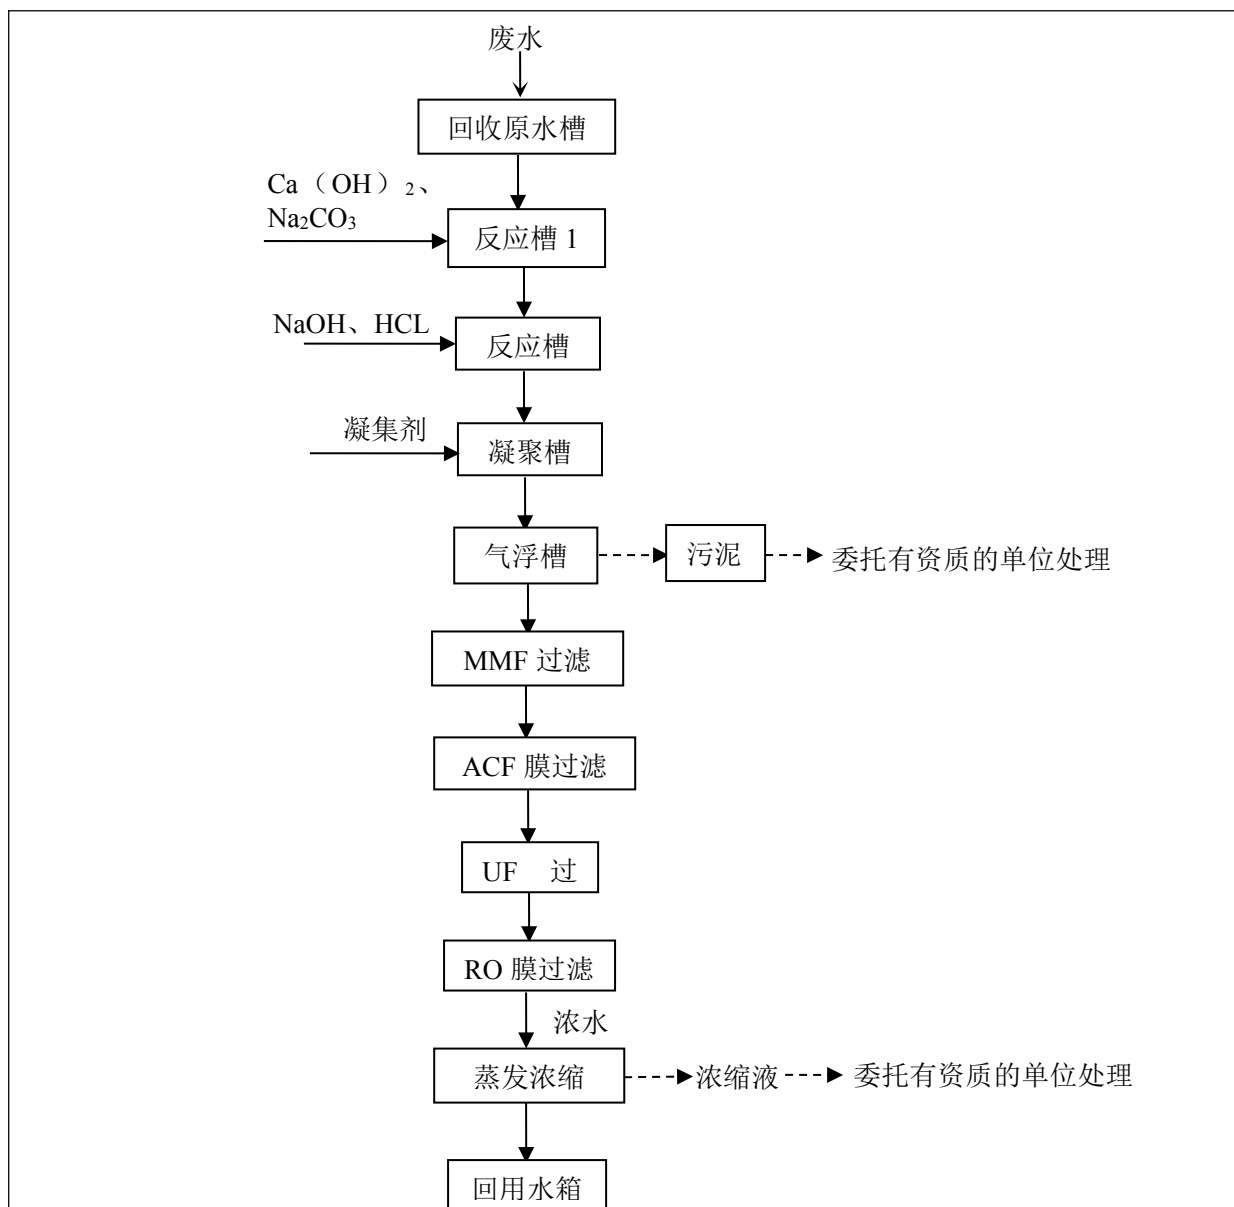 废水
回收原水槽
Ca（OH）₂、
Na₂CO₃
反应槽 1
NaOH、HCL
反应槽
凝集剂
凝聚槽
气浮槽
污泥
委托有资质的单位处理
MMF 过滤
ACF 膜过滤
UF 过
RO 膜过滤
浓水
蒸发浓缩
浓缩液
委托有资质的单位处理
回用水箱